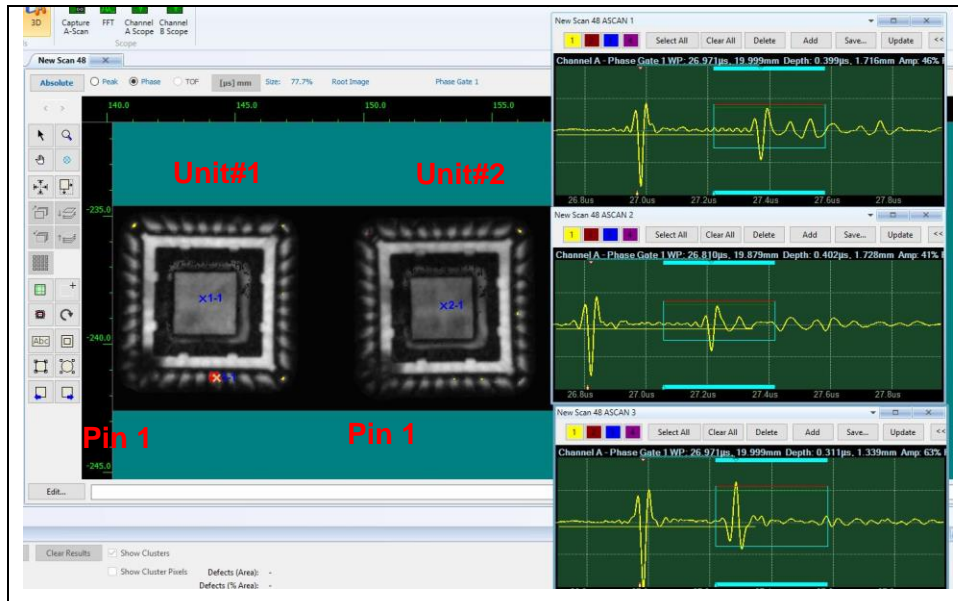 3D
Capture A-Scan
FFT
Channel A Scope
Channel B Scope
Scope
New Scan 48
Absolute
Peak
Phase
TOF
[µs] mm
Size: 77.7%
Root Image
Phase Gate 1
140.0 145.0 150.0 155.0
Unit#1 Unit#2
-235.0
1-1
2-1
-240.0
Abc
Pin 1 Pin 1
-245.0
Edit...
Clear Results
Show Clusters
Show Cluster Pixels
Defects (Area): -
Defects (% Area): -
New Scan 48 ASCAN 1
1 Select All Clear All Delete Add Save... Update <<
Channel A - Phase Gate 1 WP: 26.971µs, 19.999mm Depth: 0.399µs, 1.716mm Amp: 46%
26.8us 27.0us 27.2us 27.4us 27.6us 27.8us
New Scan 48 ASCAN 2
1 Select All Clear All Delete Add Save... Update <<
Channel A - Phase Gate 1 WP: 26.810µs, 19.879mm Depth: 0.402µs, 1.728mm Amp: 41%
26.8us 27.0us 27.2us 27.4us 27.6us 27.8us
New Scan 48 ASCAN 3
1 Select All Clear All Delete Add Save... Update <<
Channel A - Phase Gate 1 WP: 26.971µs, 19.999mm Depth: 0.311µs, 1.339mm Amp: 63%